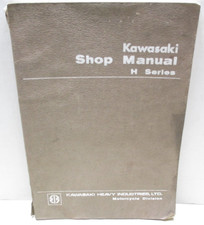 Kawasaki
Shop Manual
H Series
KAWASAKI HEAVY INDUSTRIES, LTD.
Motorcycle Division